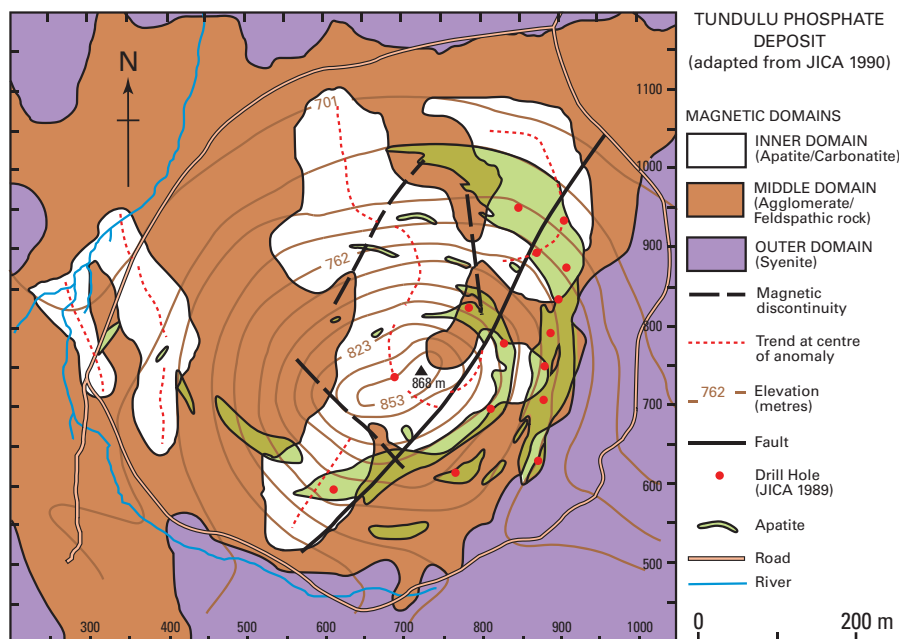 TUNDULU PHOSPHATE
DEPOSIT
(adapted from JICA 1990)
MAGNETIC DOMAINS
INNER DOMAIN
(Apatite/Carbonatite)
MIDDLE DOMAIN
(Agglomerate/
Feldspathic rock)
OUTER DOMAIN
(Syenite)
Magnetic
discontinuity
Trend at centre
of anomaly
762
Elevation
(metres)
Fault
Drill Hole
(JICA 1989)
Apatite
Road
River
0 200 m
N
701
762
823
853
868 m
1100
1000
900
800
700
600
500
300 400 500 600 700 800 900 1000